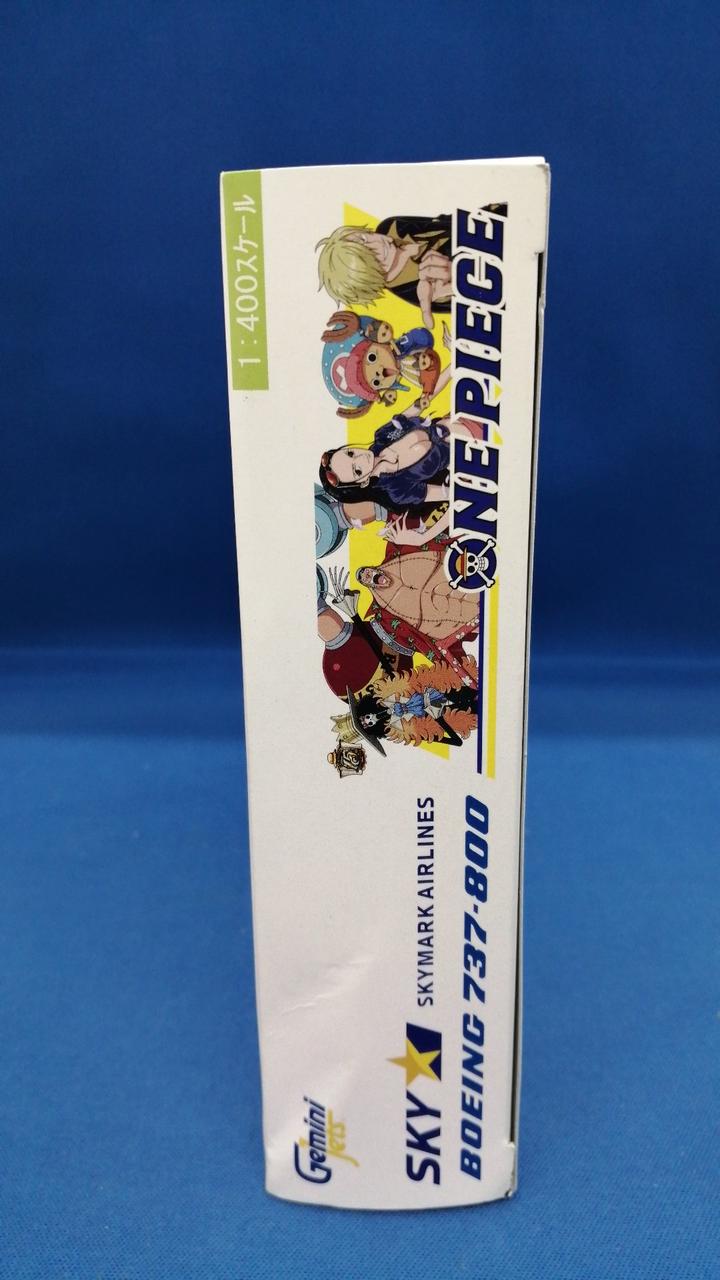 1:400スケール
ONE PIECE
Gemini
Jets
SKY
SKYMARK AIRLINES
BOEING 737-800